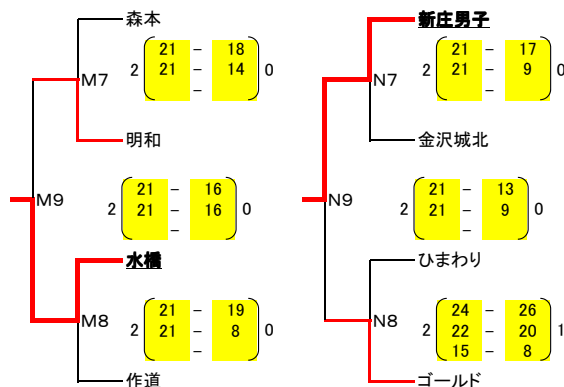 森本
2 21 - 18 0
21 - 14
-
M7
明和
M9
2 21 - 16 0
21 - 16
-
水橋
M8
2 21 - 19 0
21 - 8
-
作道
新庄男子
2 21 - 17 0
21 - 9
-
N7
金沢城北
N9
2 21 - 13 0
21 - 9
-
ひまわり
N8
2 24 - 26 1
22 - 20
15 - 8
ゴールド